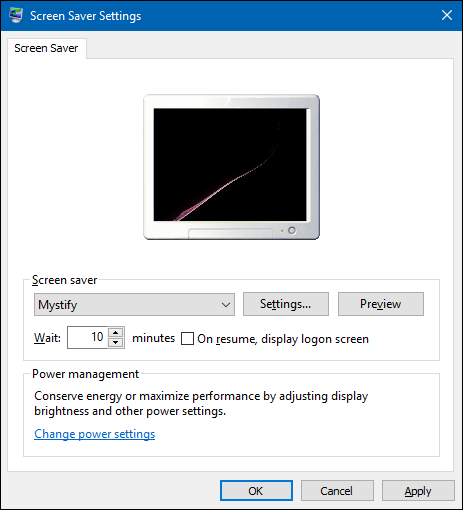 Screen Saver Settings
Screen Saver
Screen saver
Mystify Settings... Preview
Wait: 10 minutes On resume, display logon screen
Power management
Conserve energy or maximize performance by adjusting display
brightness and other power settings.
Change power settings
OK Cancel Apply